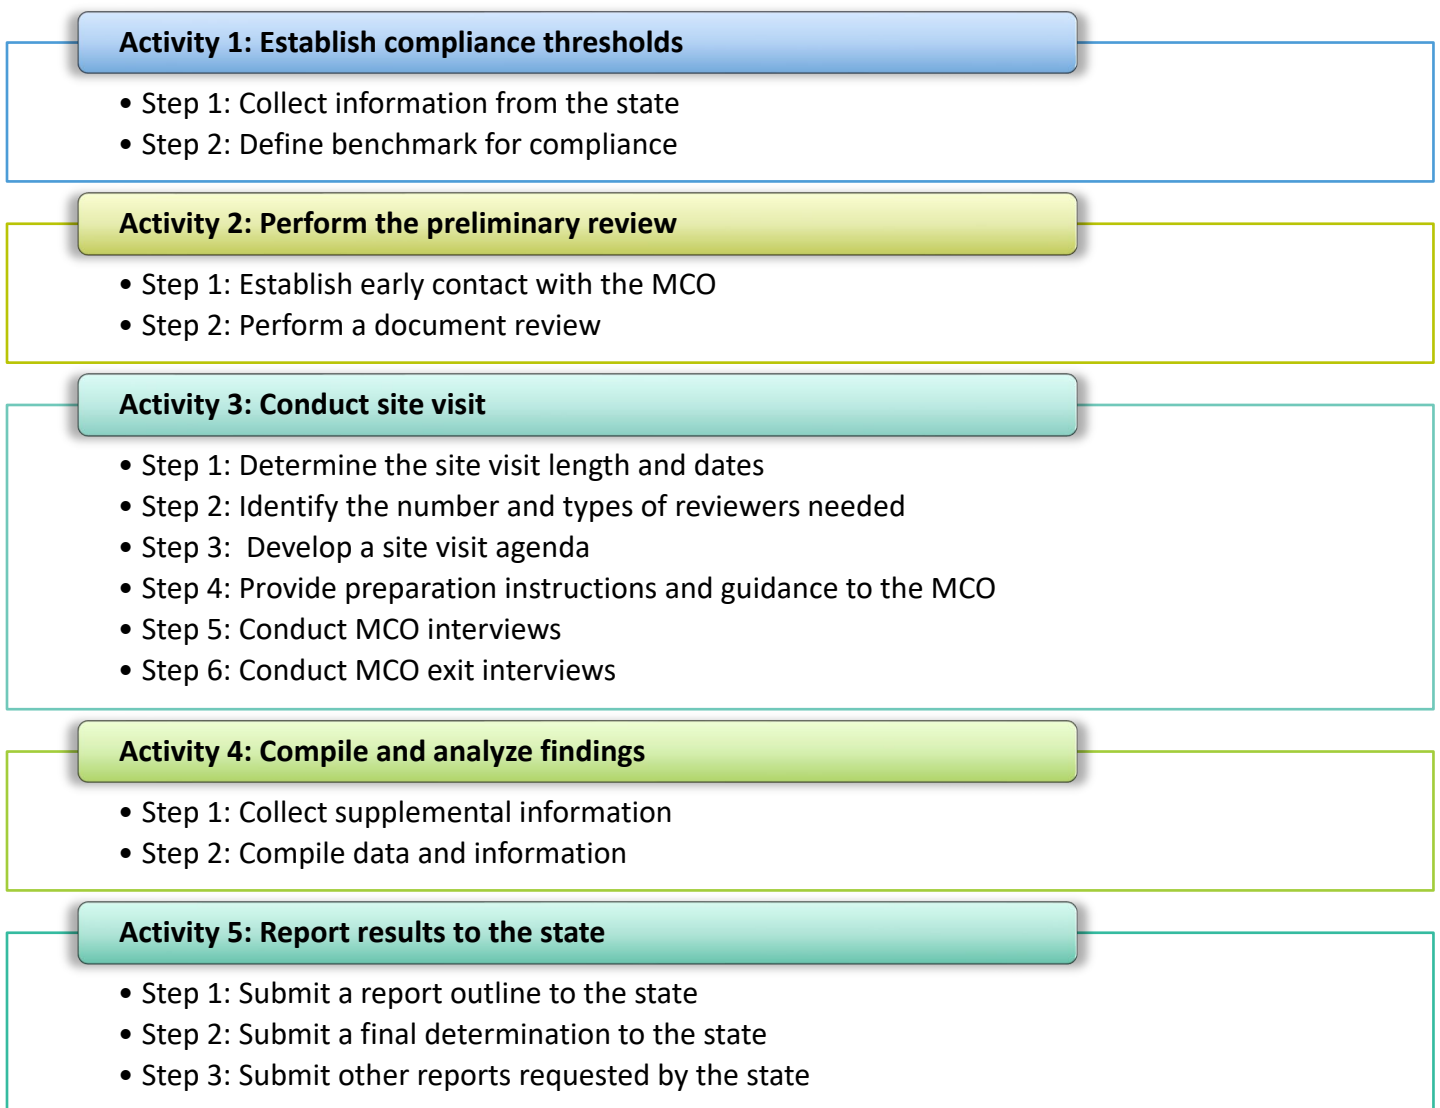 Activity 1: Establish compliance thresholds
• Step 1: Collect information from the state
• Step 2: Define benchmark for compliance
Activity 2: Perform the preliminary review
• Step 1: Establish early contact with the MCO
• Step 2: Perform a document review
Activity 3: Conduct site visit
• Step 1: Determine the site visit length and dates
• Step 2: Identify the number and types of reviewers needed
• Step 3:  Develop a site visit agenda
• Step 4: Provide preparation instructions and guidance to the MCO
• Step 5: Conduct MCO interviews
• Step 6: Conduct MCO exit interviews
Activity 4: Compile and analyze findings
• Step 1: Collect supplemental information
• Step 2: Compile data and information
Activity 5: Report results to the state
• Step 1: Submit a report outline to the state
• Step 2: Submit a final determination to the state
• Step 3: Submit other reports requested by the state